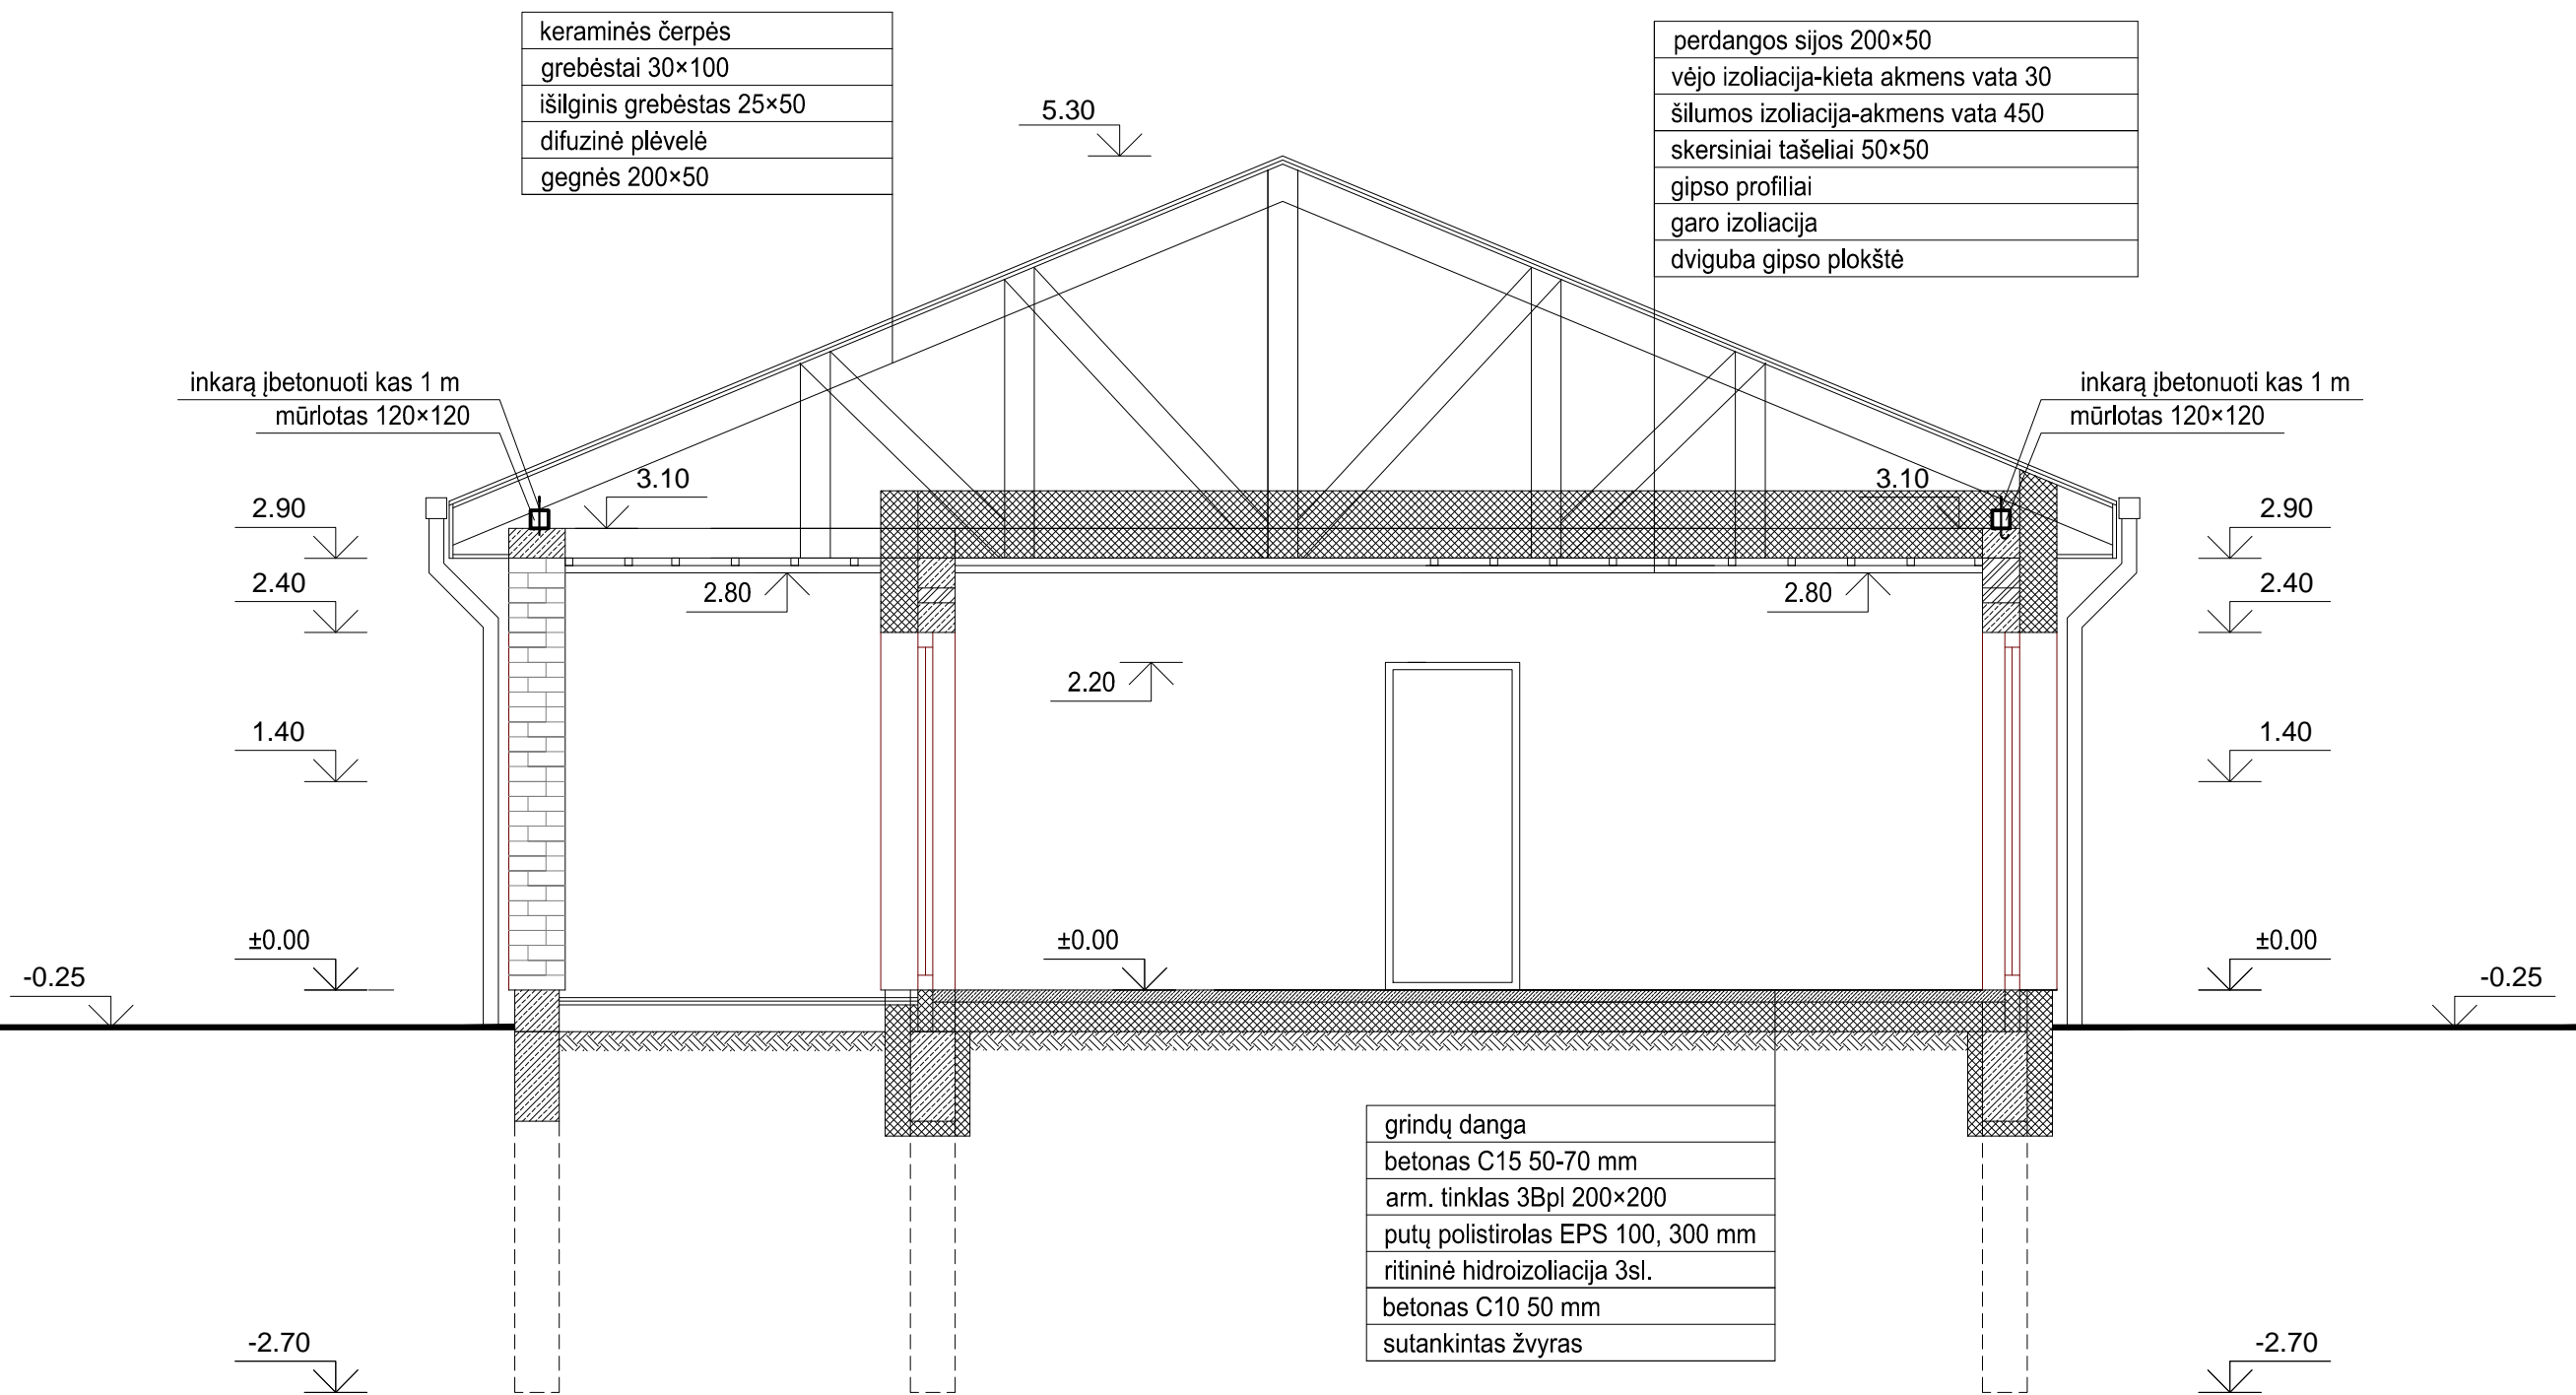 keraminės čerpės
grebėstai 30×100
išilginis grebėstas 25×50
difuzinė plėvelė
gegnės 200×50
perdangos sijos 200×50
vėjo izoliacija-kieta akmens vata 30
šilumos izoliacija-akmens vata 450
skersiniai tašeliai 50×50
gipso profiliai
garo izoliacija
dviguba gipso plokštė
5.30
inkarą įbetonuoti kas 1 m
mūrlotas 120×120
inkarą įbetonuoti kas 1 m
mūrlotas 120×120
3.10
3.10
2.90
2.90
2.40
2.80
2.80
2.40
2.20
1.40
1.40
±0.00
±0.00
±0.00
-0.25
-0.25
grindų danga
betonas C15 50-70 mm
arm. tinklas 3Bpl 200×200
putų polistirolas EPS 100, 300 mm
ritininė hidroizoliacija 3sl.
betonas C10 50 mm
sutankintas žvyras
-2.70
-2.70